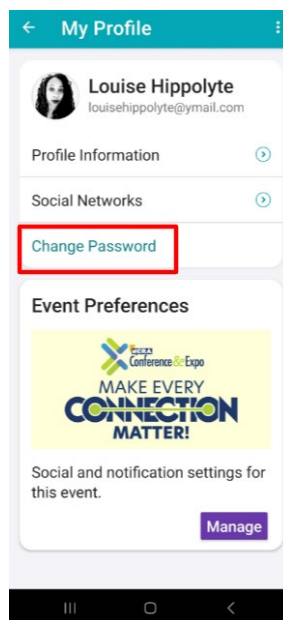 My Profile
Louise Hippolyte
louisehippolyte@ymail.com
Profile Information
Social Networks
Change Password
Event Preferences
Conference & Expo
MAKE EVERY
CONNECTION
MATTER!
Social and notification settings for
this event.
Manage